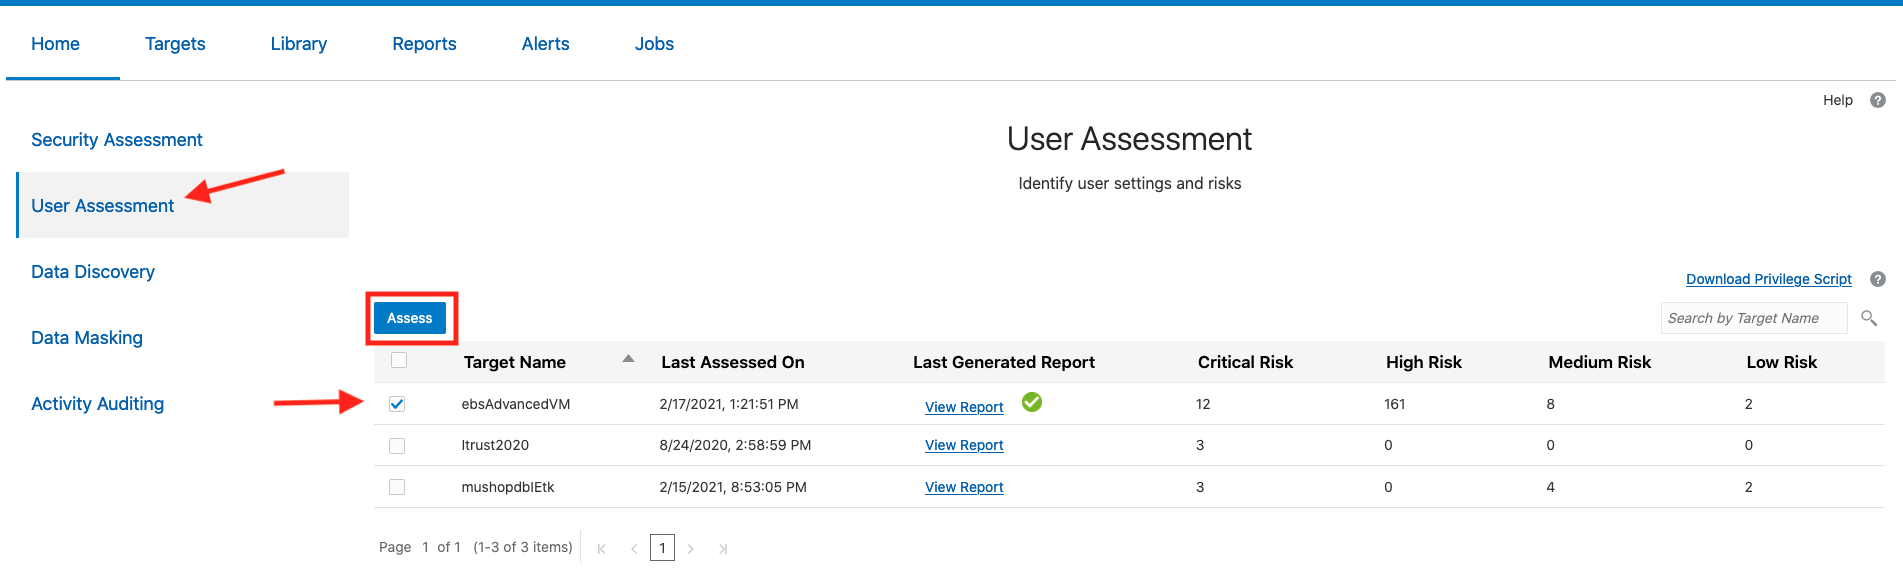 Home Targets Library Reports Alerts Jobs
Help ?
Security Assessment
User Assessment
Data Discovery
Data Masking
Activity Auditing
User Assessment
Identify user settings and risks
Download Privilege Script ?
Assess
Search by Target Name
Target Name Last Assessed On Last Generated Report Critical Risk High Risk Medium Risk Low Risk
ebsAdvancedVM 2/17/2021, 1:21:51 PM View Report 12 161 8 2
Itrust2020 8/24/2020, 2:58:59 PM View Report 3 0 0 0
mushopdbIEtk 2/15/2021, 8:53:05 PM View Report 3 0 4 2
Page 1 of 1 (1-3 of 3 items) 1